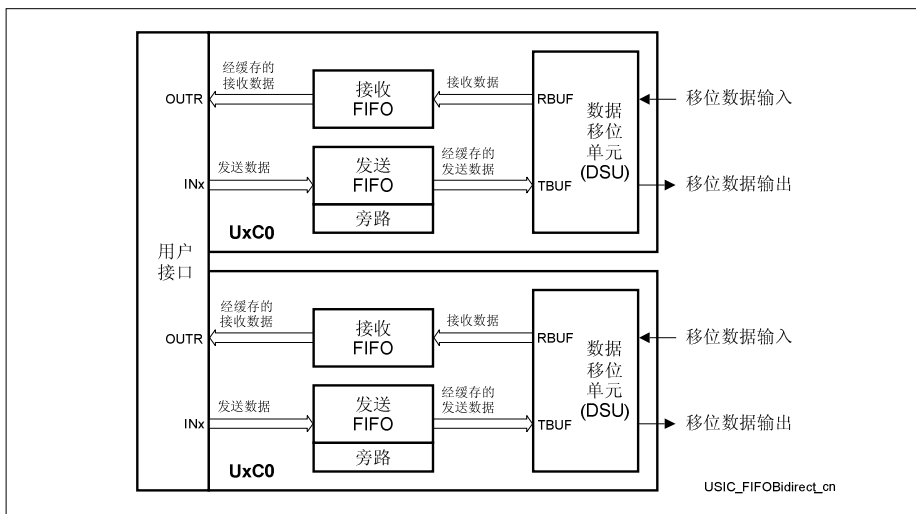 经缓存的
接收数据
接收
FIFO
接收数据
OUTR
RBUF
移位数据输入
数据
移位
单元
(DSU)
发送数据
发送
FIFO
经缓存的
发送数据
INx
TBUF
移位数据输出
旁路
UxC0
用户
接口
经缓存的
接收数据
接收
FIFO
接收数据
OUTR
RBUF
移位数据输入
数据
移位
单元
(DSU)
发送数据
发送
FIFO
经缓存的
发送数据
INx
TBUF
移位数据输出
旁路
UxC0
USIC_FIFOBidirect_cn